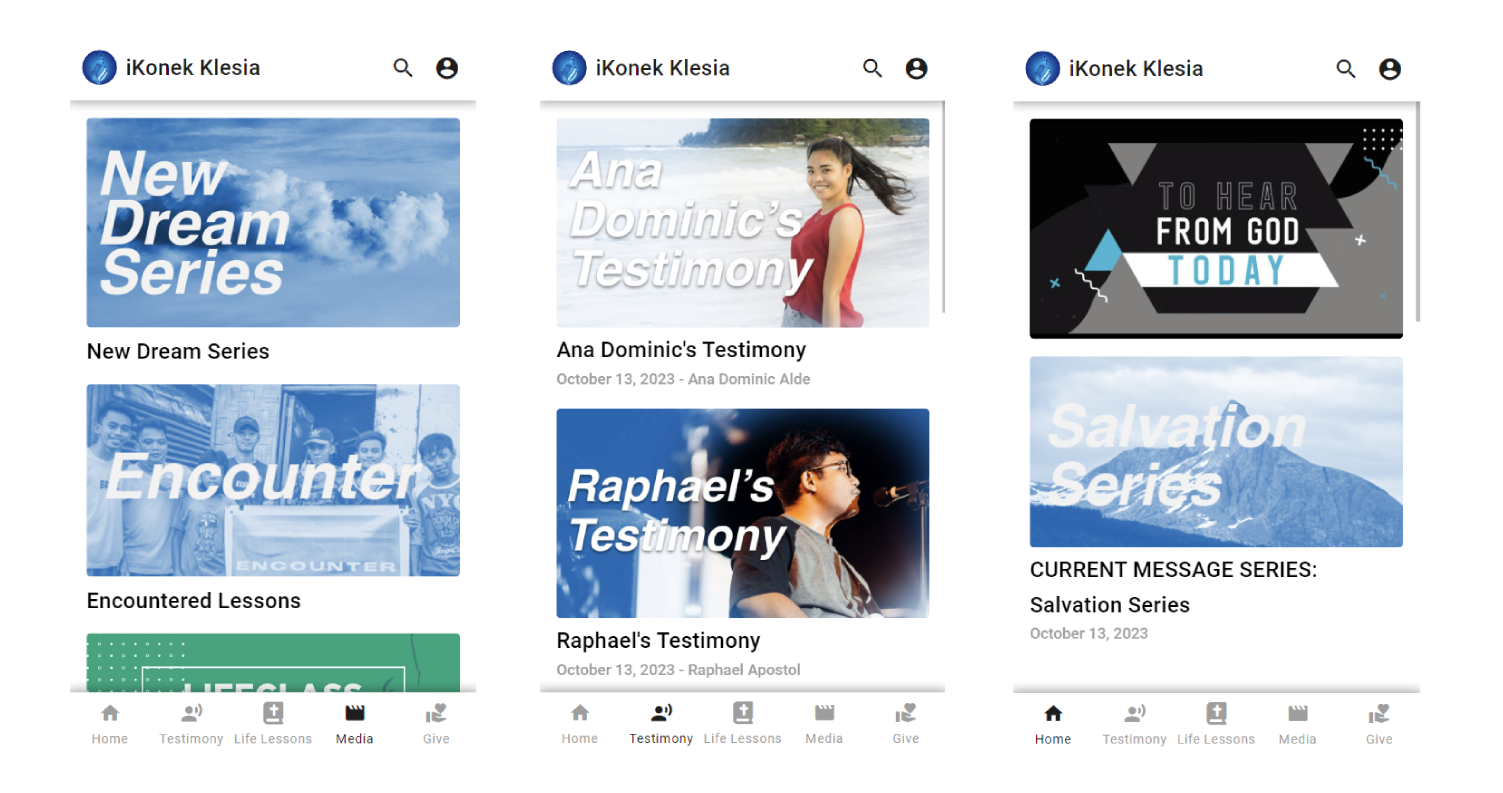 iKonek Klesia
New
Dream
Series
New Dream Series
Encounter
ENCOUNTER
Encountered Lessons
LIFECLASS
Home Testimony Life Lessons Media Give
iKonek Klesia
Ana
Dominic's
Testimony
Ana Dominic's Testimony
October 13, 2023 - Ana Dominic Alde
Raphael's
Testimony
Raphael's Testimony
October 13, 2023 - Raphael Apostol
Home Testimony Life Lessons Media Give
iKonek Klesia
TO HEAR
FROM GOD
TODAY
Salvation
Series
CURRENT MESSAGE SERIES:
Salvation Series
October 13, 2023
Home Testimony Life Lessons Media Give